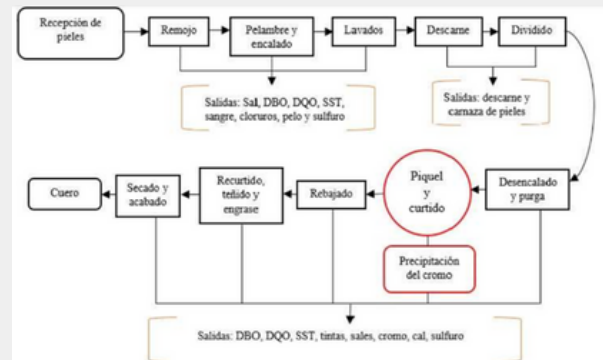 Recepción de
pieles
Remojo
Pelambre y
encalado
Lavados
Descarne
Dividido
Salidas: Sal, DBO, DQO, SST,
sangre, cloruros, pelo y sulfuro
Salidas: descarne y
carnaza de pieles
Cuero
Secado y
acabado
Recurtido,
teñido y
engrase
Rebajado
Piquel
y
curtido
Desencalado
y purga
Precipitación
del cromo
Salidas: DBO, DQO, SST, tintas, sales, cromo, cal, sulfuro